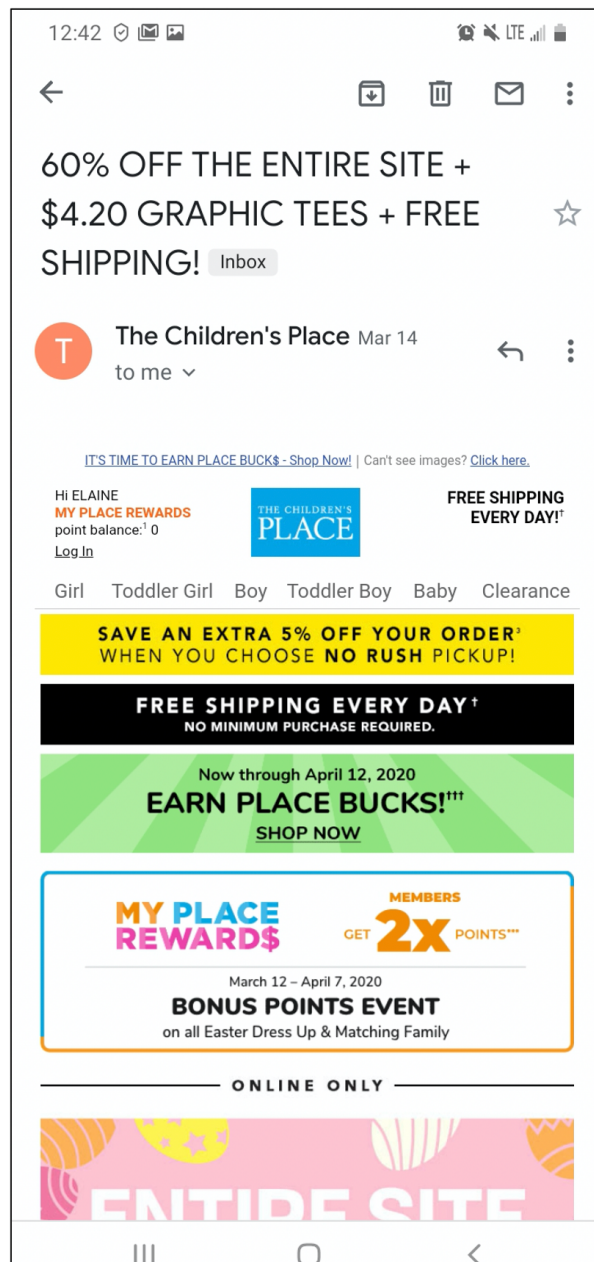 12:42
LTE
60% OFF THE ENTIRE SITE +
$4.20 GRAPHIC TEES + FREE
SHIPPING! Inbox
T
The Children's Place Mar 14
to me
IT'S TIME TO EARN PLACE BUCK$ - Shop Now! | Can't see images? Click here.
Hi ELAINE
MY PLACE REWARDS
point balance:¹ 0
Log In
THE CHILDREN'S
PLACE
FREE SHIPPING
EVERY DAY!†
Girl Toddler Girl Boy Toddler Boy Baby Clearance
SAVE AN EXTRA 5% OFF YOUR ORDER³
WHEN YOU CHOOSE NO RUSH PICKUP!
FREE SHIPPING EVERY DAY†
NO MINIMUM PURCHASE REQUIRED.
Now through April 12, 2020
EARN PLACE BUCKS!†††
SHOP NOW
MY PLACE
REWARD$
MEMBERS
GET 2X POINTS***
March 12 – April 7, 2020
BONUS POINTS EVENT
on all Easter Dress Up & Matching Family
ONLINE ONLY
ENTIRE SITE